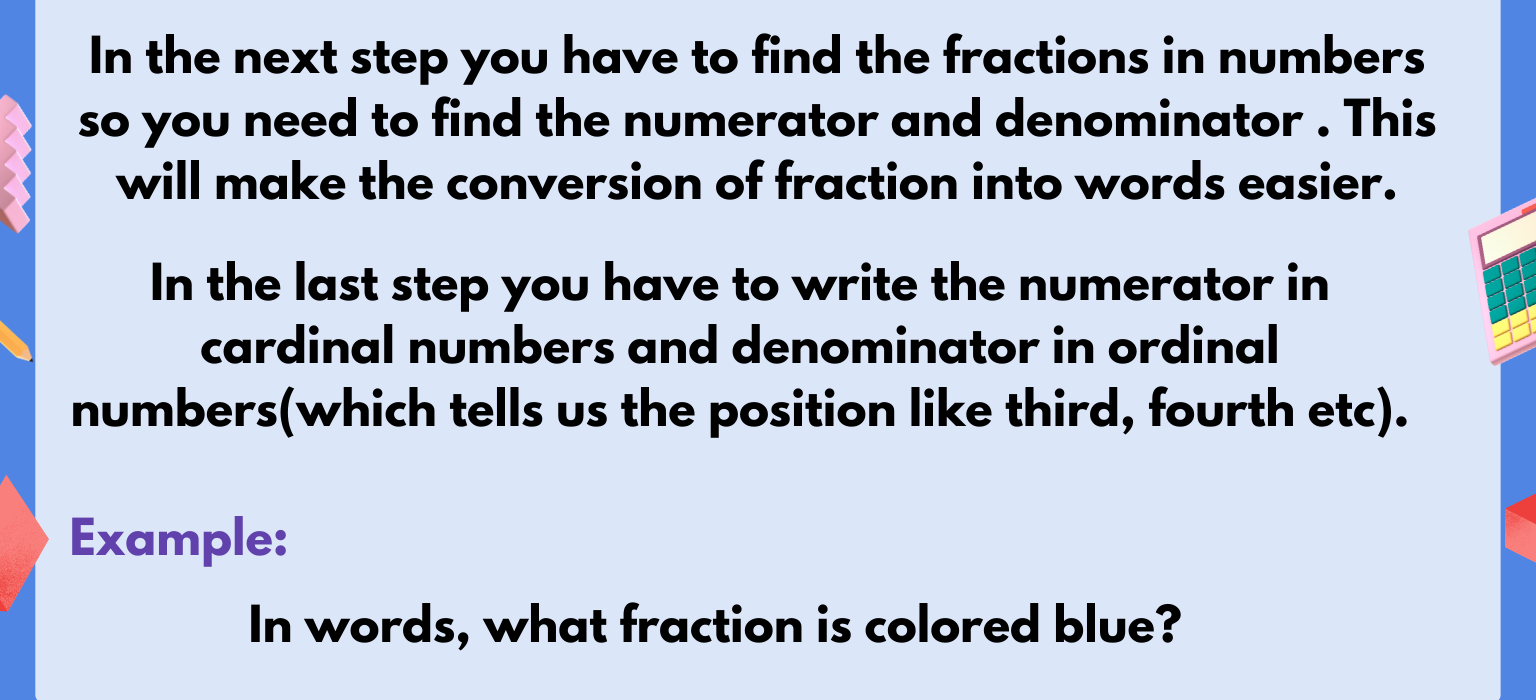 In the next step you have to find the fractions in numbers
so you need to find the numerator and denominator . This
will make the conversion of fraction into words easier.
In the last step you have to write the numerator in
cardinal numbers and denominator in ordinal
numbers(which tells us the position like third, fourth etc).
Example:
In words, what fraction is colored blue?